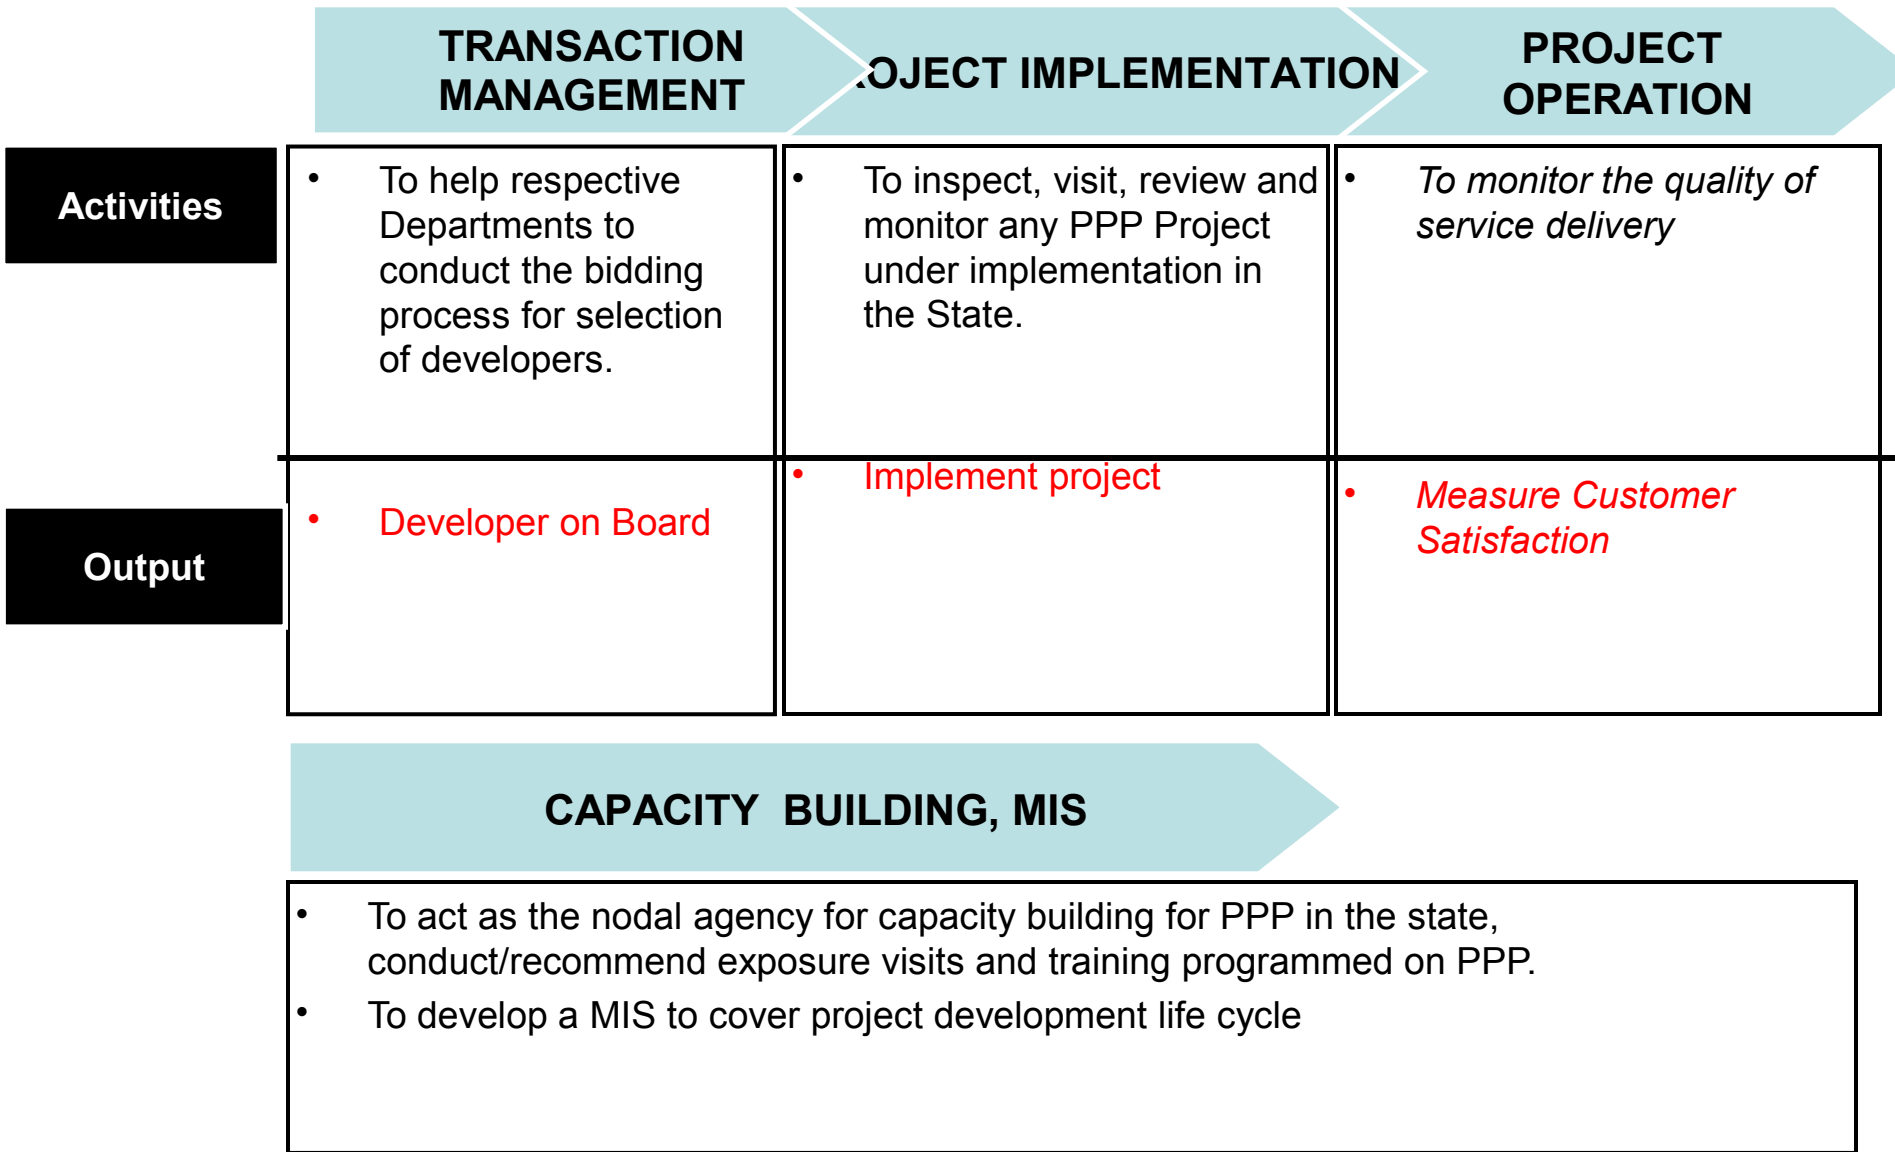 TRANSACTION
MANAGEMENT
OJECT IMPLEMENTATION
PROJECT
OPERATION
Activities
• To help respective
Departments to
conduct the bidding
process for selection
of developers.
• To inspect, visit, review and
monitor any PPP Project
under implementation in
the State.
• To monitor the quality of
service delivery
Output
• Developer on Board
• Implement project
• Measure Customer
Satisfaction
CAPACITY BUILDING, MIS
• To act as the nodal agency for capacity building for PPP in the state,
conduct/recommend exposure visits and training programmed on PPP.
• To develop a MIS to cover project development life cycle